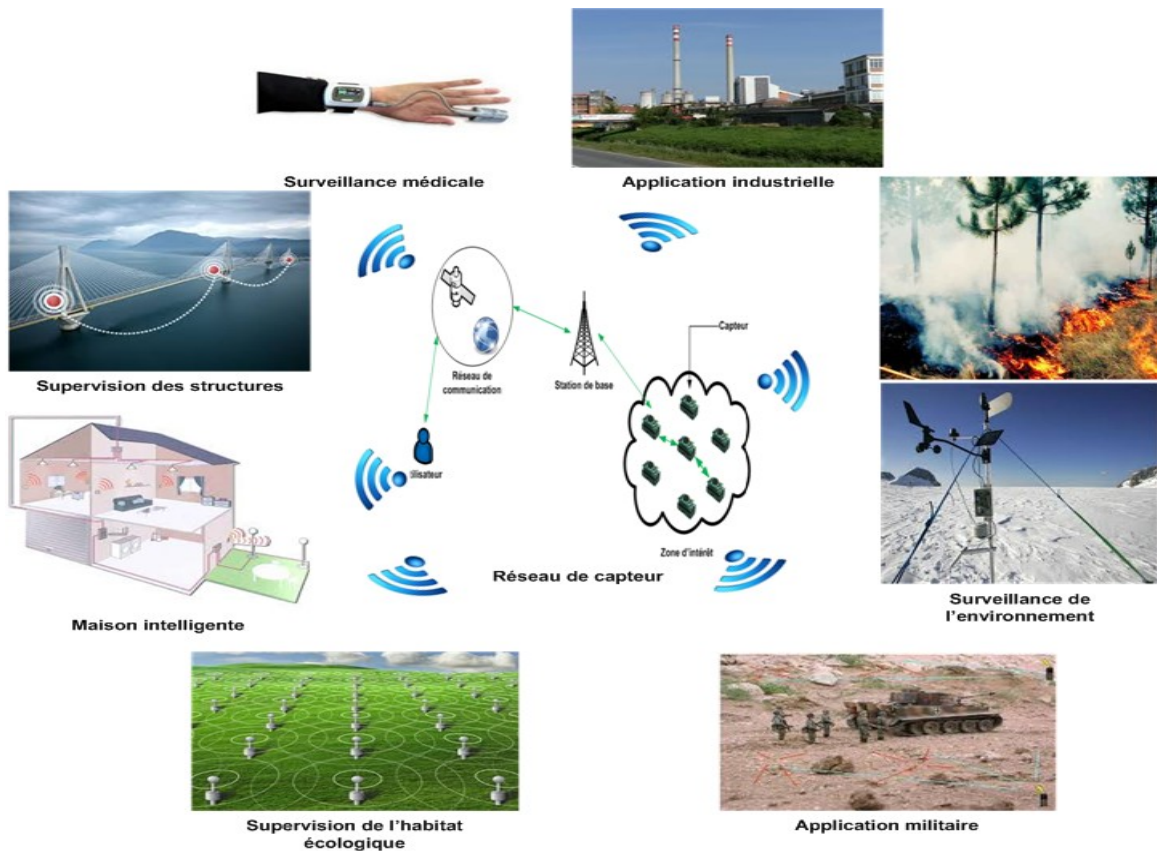 Surveillance médicale
Application industrielle
Supervision des structures
Réseau de
communication
Station de base
Capteur
ilisateur
Zone d'intérêt
Réseau de capteur
Maison intelligente
Surveillance de
l'environnement
Supervision de l'habitat
écologique
Application militaire